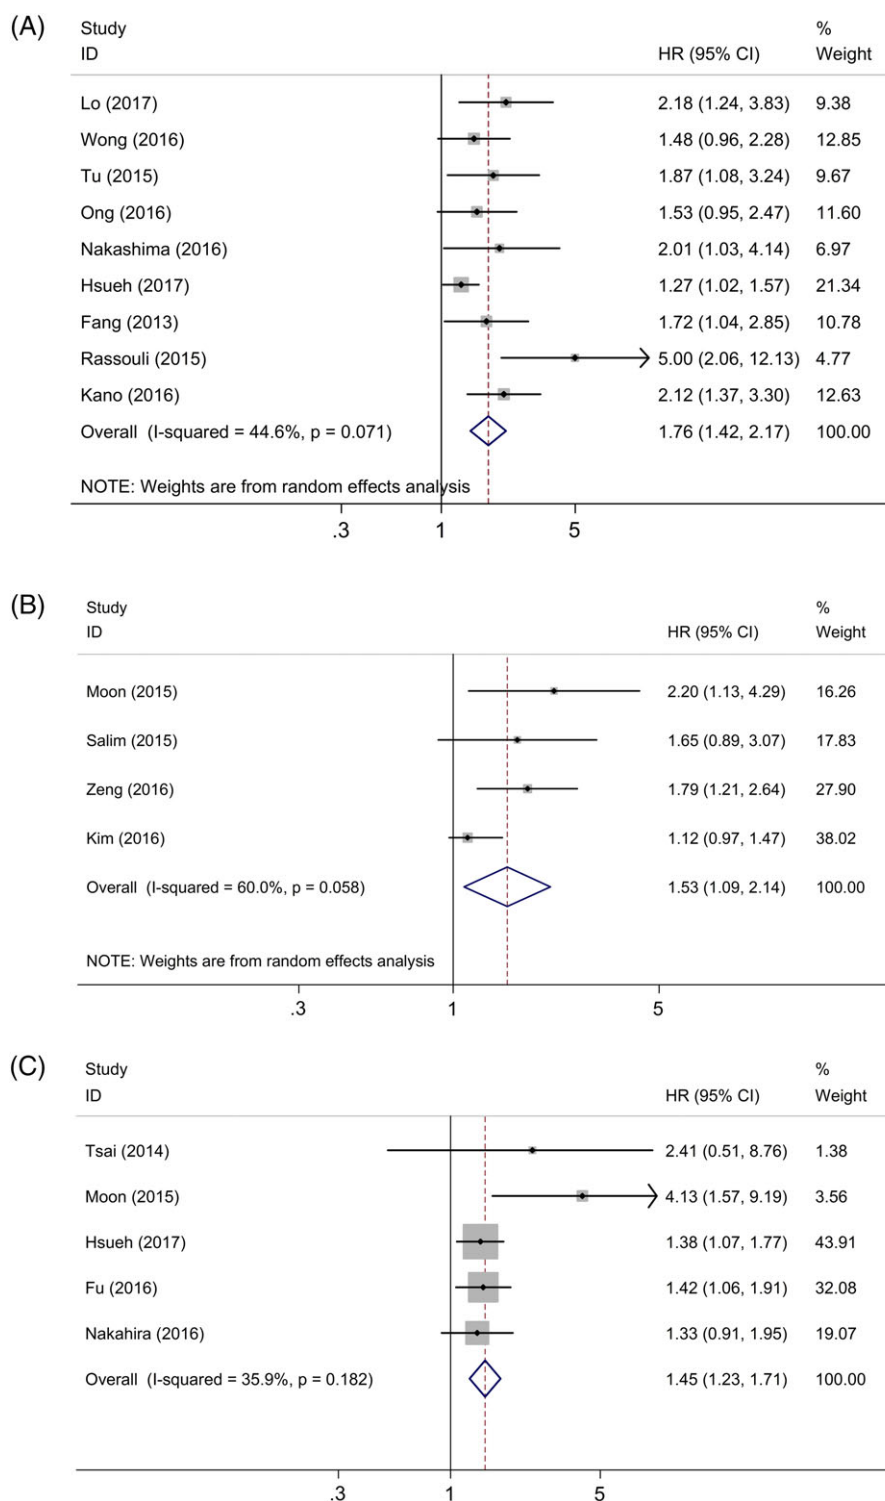 (A)
Study %
ID HR (95% CI) Weight
Lo (2017) 2.18 (1.24, 3.83) 9.38
Wong (2016) 1.48 (0.96, 2.28) 12.85
Tu (2015) 1.87 (1.08, 3.24) 9.67
Ong (2016) 1.53 (0.95, 2.47) 11.60
Nakashima (2016) 2.01 (1.03, 4.14) 6.97
Hsueh (2017) 1.27 (1.02, 1.57) 21.34
Fang (2013) 1.72 (1.04, 2.85) 10.78
Rassouli (2015) 5.00 (2.06, 12.13) 4.77
Kano (2016) 2.12 (1.37, 3.30) 12.63
Overall (I-squared = 44.6%, p = 0.071) 1.76 (1.42, 2.17) 100.00
NOTE: Weights are from random effects analysis
.3 1 5
(B)
Study %
ID HR (95% CI) Weight
Moon (2015) 2.20 (1.13, 4.29) 16.26
Salim (2015) 1.65 (0.89, 3.07) 17.83
Zeng (2016) 1.79 (1.21, 2.64) 27.90
Kim (2016) 1.12 (0.97, 1.47) 38.02
Overall (I-squared = 60.0%, p = 0.058) 1.53 (1.09, 2.14) 100.00
NOTE: Weights are from random effects analysis
.3 1 5
(C)
Study %
ID HR (95% CI) Weight
Tsai (2014) 2.41 (0.51, 8.76) 1.38
Moon (2015) 4.13 (1.57, 9.19) 3.56
Hsueh (2017) 1.38 (1.07, 1.77) 43.91
Fu (2016) 1.42 (1.06, 1.91) 32.08
Nakahira (2016) 1.33 (0.91, 1.95) 19.07
Overall (I-squared = 35.9%, p = 0.182) 1.45 (1.23, 1.71) 100.00
.3 1 5